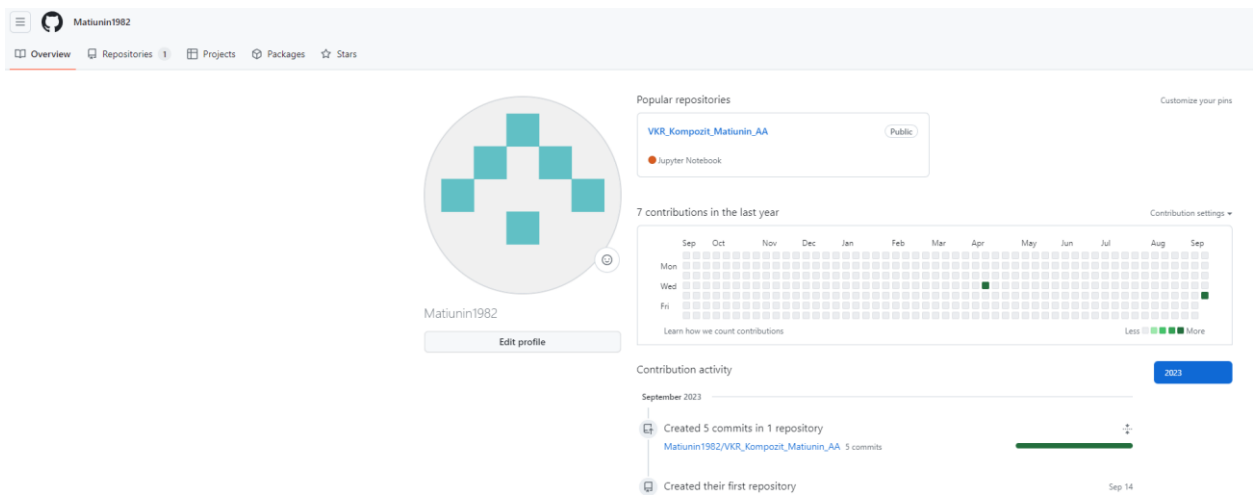 Matiunin1982
Overview Repositories 1 Projects Packages Stars
Matiunin1982
Edit profile
Popular repositories Customize your pins
VKR_Kompozit_Matiunin_AA Public
Jupyter Notebook
7 contributions in the last year Contribution settings
Sep Oct Nov Dec Jan Feb Mar Apr May Jun Jul Aug Sep
Mon
Wed
Fri
Learn how we count contributions Less More
Contribution activity 2023
September 2023
Created 5 commits in 1 repository
Matiunin1982/VKR_Kompozit_Matiunin_AA 5 commits
Created their first repository Sep 14